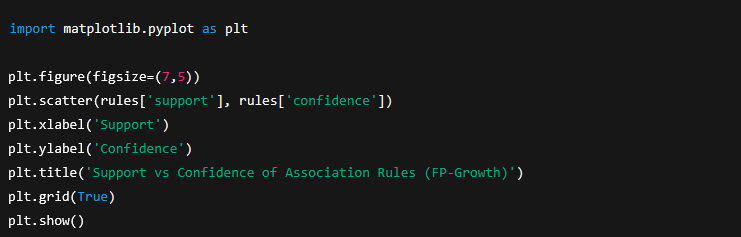 import matplotlib.pyplot as plt
plt.figure(figsize=(7,5))
plt.scatter(rules['support'], rules['confidence'])
plt.xlabel('Support')
plt.ylabel('Confidence')
plt.title('Support vs Confidence of Association Rules (FP-Growth)')
plt.grid(True)
plt.show()